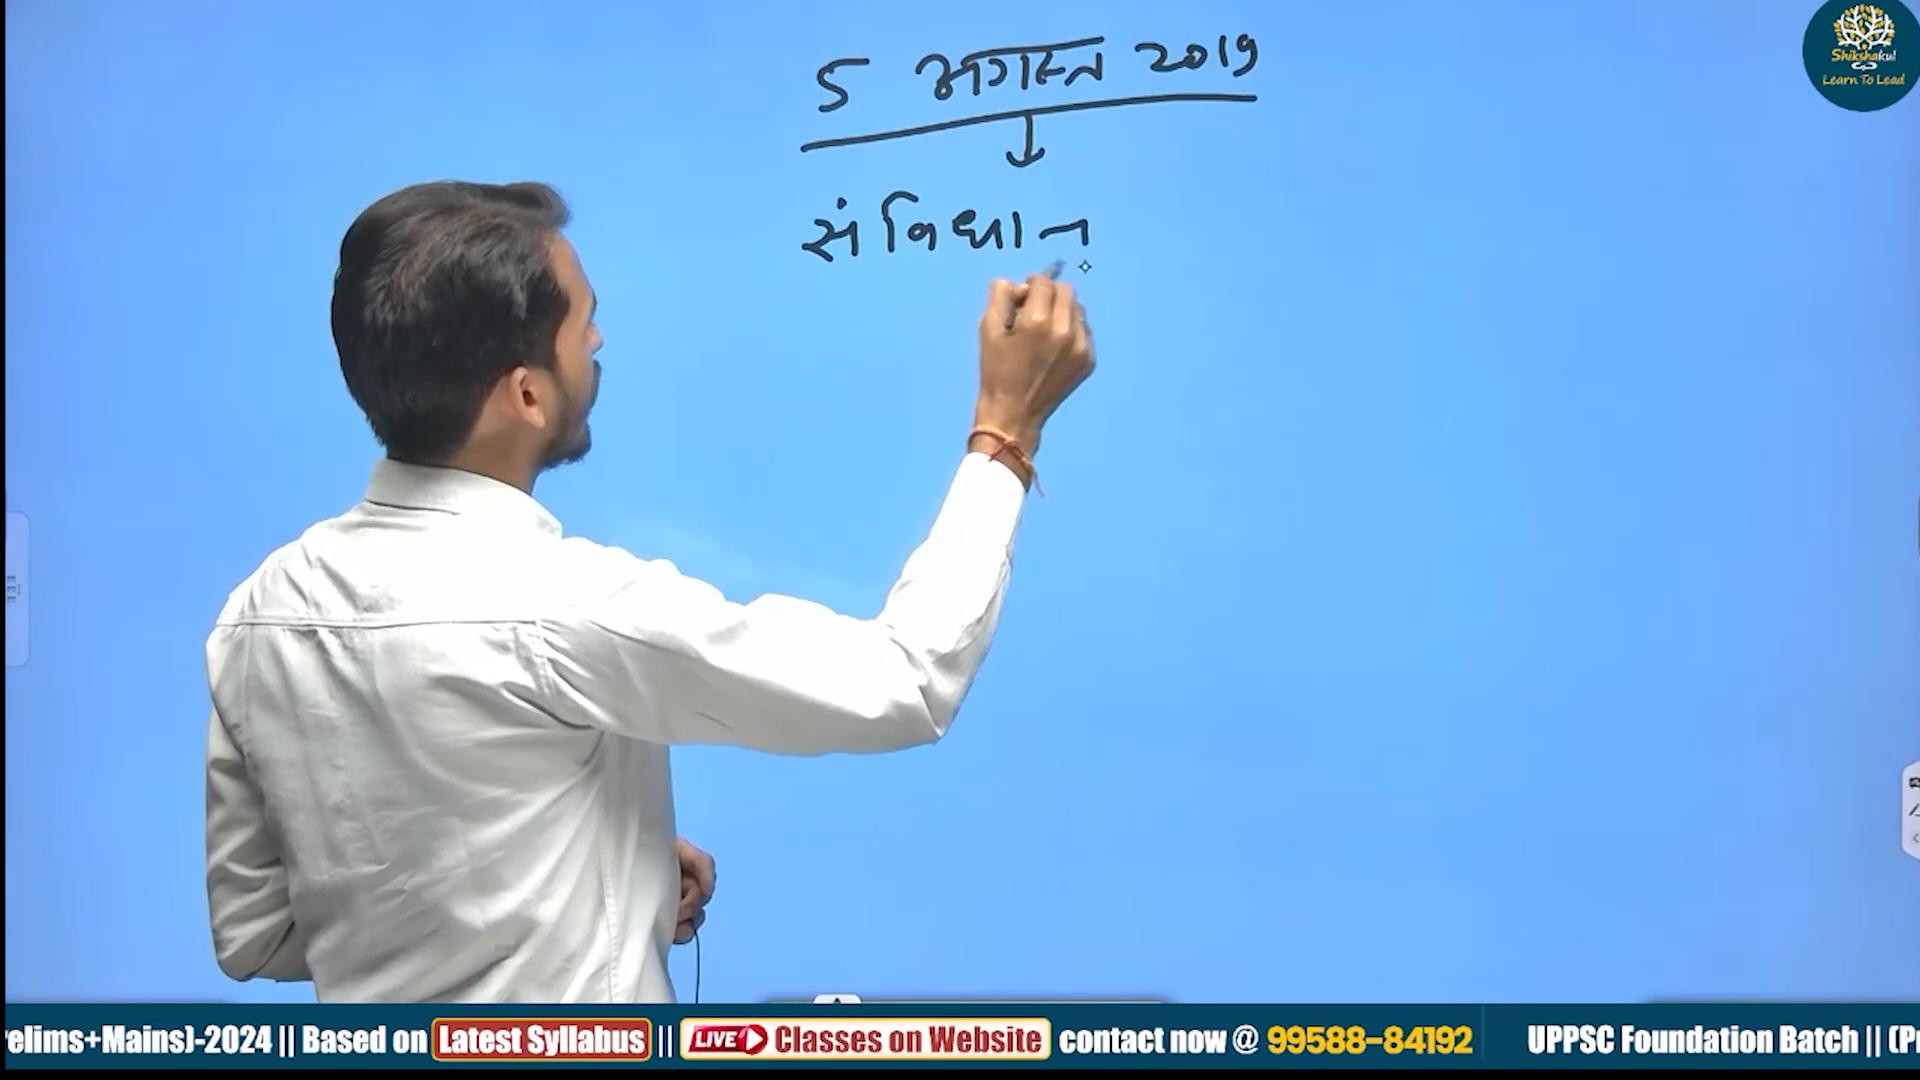 5 अगस्त 2019
संविधान
Shikshakul
Learn To Lead
relims+Mains)-2024 || Based on Latest Syllabus || LIVE Classes on Website contact now @ 99588-84192 UPPSC Foundation Batch || (P